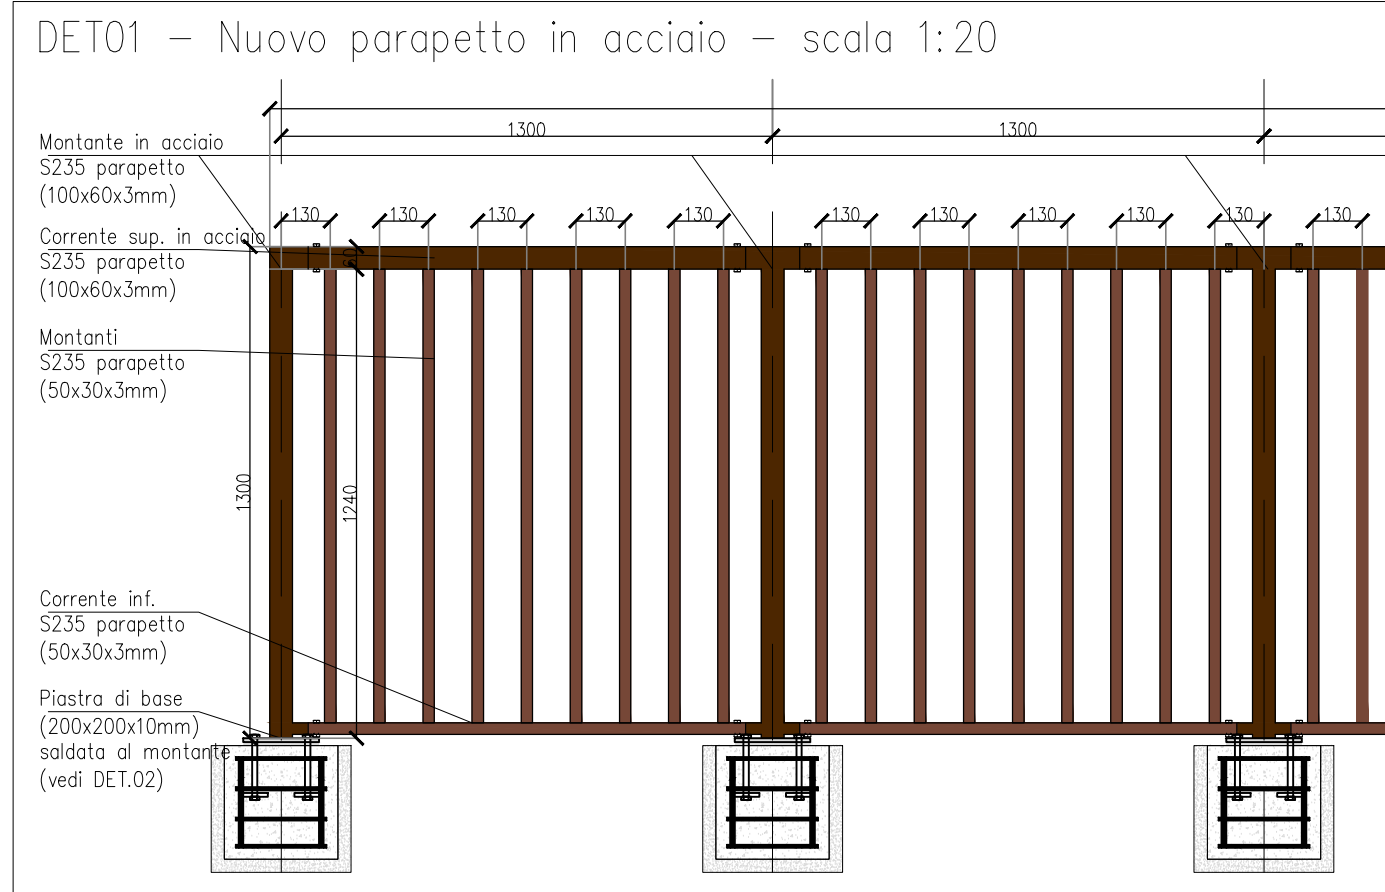 DET01 – Nuovo parapetto in acciaio – scala 1:20
1300 1300
Montante in acciaio
S235 parapetto
(100x60x3mm)
130 130 130 130 130 130 130 130 130 130 130
Corrente sup. in acciaio
S235 parapetto
(100x60x3mm)
60
Montanti
S235 parapetto
(50x30x3mm)
1300
1240
Corrente inf.
S235 parapetto
(50x30x3mm)
Piastra di base
(200x200x10mm)
saldata al montante
(vedi DET.02)